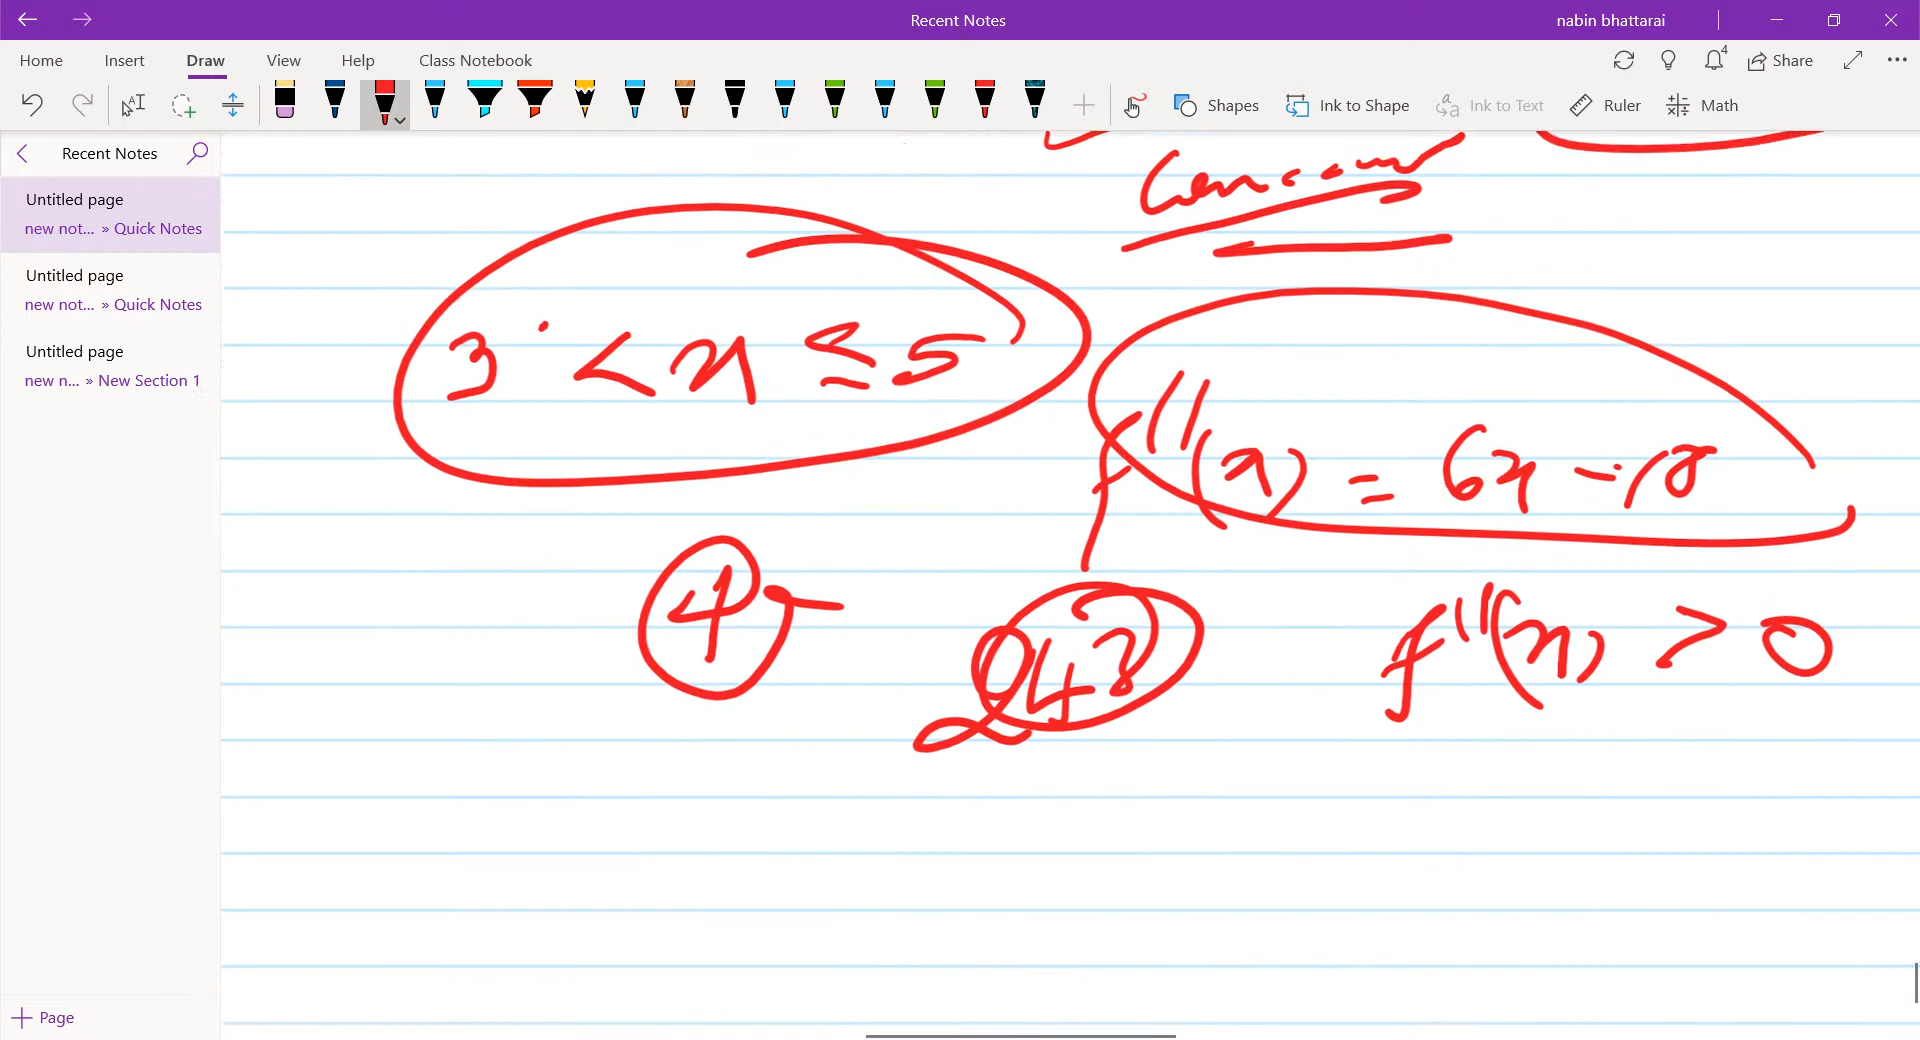 Recent Notes
nabin bhattarai
Home Insert Draw View Help Class Notebook
4 Share
Shapes Ink to Shape Ink to Text Ruler Math
Recent Notes
Untitled page
new not... » Quick Notes
Untitled page
new not... » Quick Notes
Untitled page
new n... » New Section 1
3 < x ≤ 5
f''(x) = 6x - 18
4
f''(x) > 0
Page